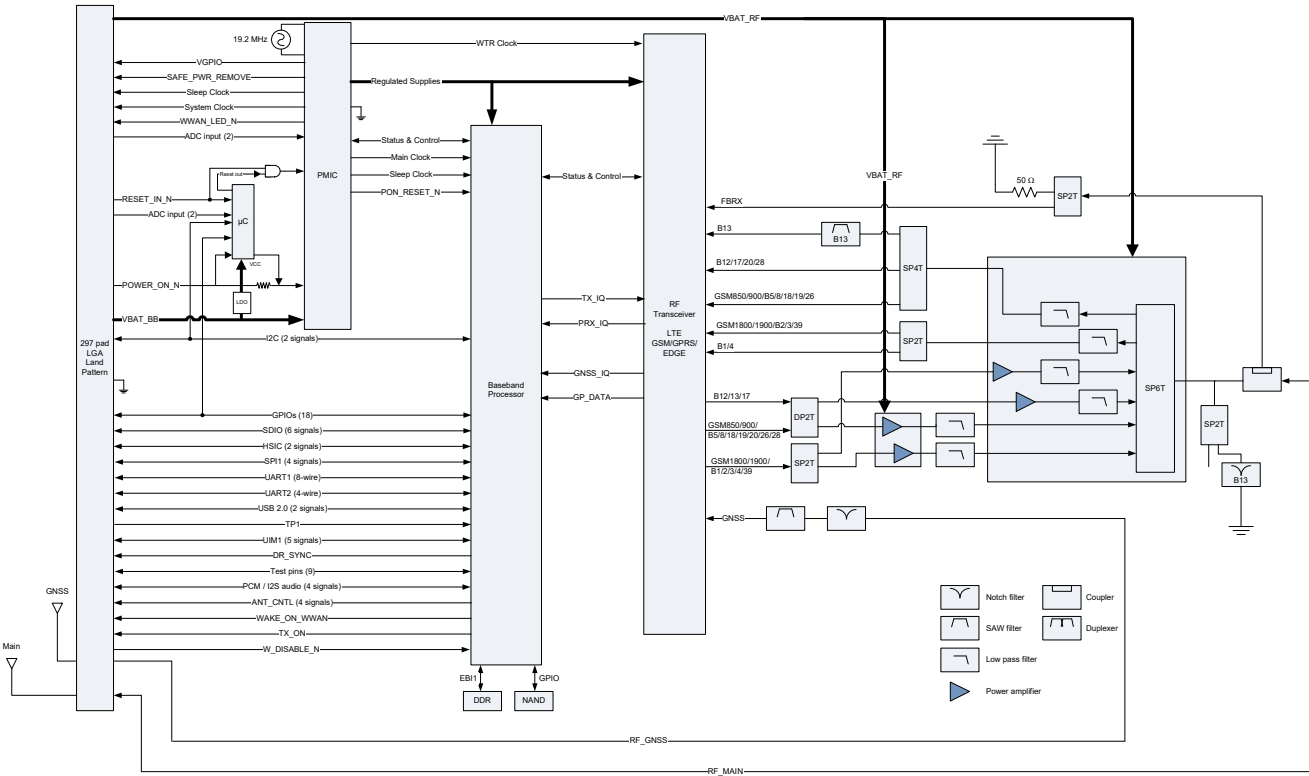 VBAT_RF
19.2 MHz
WTR Clock
VGPIO
SAFE_PWR_REMOVE
Regulated Supplies
Sleep Clock
System Clock
WWAN_LED_N
ADC input (2)
PMIC
Status & Control
Main Clock
Sleep Clock
PON_RESET_N
Reset out
RESET_IN_N
ADC input (2)
µC
VCC
POWER_ON_N
LDO
VBAT_BB
I2C (2 signals)
297 pad
LGA
Land
Pattern
Status & Control
TX_IQ
PRX_IQ
GNSS_IQ
GP_DATA
Baseband
Processor
RF
Transceiver
LTE
GSM/GPRS/
EDGE
VBAT_RF
50 Ω
SP2T
FBRX
B13
B13
B12/17/20/28
SP4T
GSM850/900/B5/8/18/19/26
GSM1800/1900/B2/3/39
SP2T
B1/4
SP6T
B12/13/17
DP2T
GSM850/900/
B5/8/18/19/20/26/28
GSM1800/1900/
B1/2/3/4/39
SP2T
SP2T
B13
GNSS
GPIOs (18)
SDIO (6 signals)
HSIC (2 signals)
SPI1 (4 signals)
UART1 (8-wire)
UART2 (4-wire)
USB 2.0 (2 signals)
TP1
UIM1 (5 signals)
DR_SYNC
Test pins (9)
PCM / I2S audio (4 signals)
ANT_CNTL (4 signals)
WAKE_ON_WWAN
TX_ON
W_DISABLE_N
GNSS
Main
EBI1
GPIO
DDR
NAND
Notch filter
Coupler
SAW filter
Duplexer
Low pass filter
Power amplifier
RF_GNSS
RF_MAIN